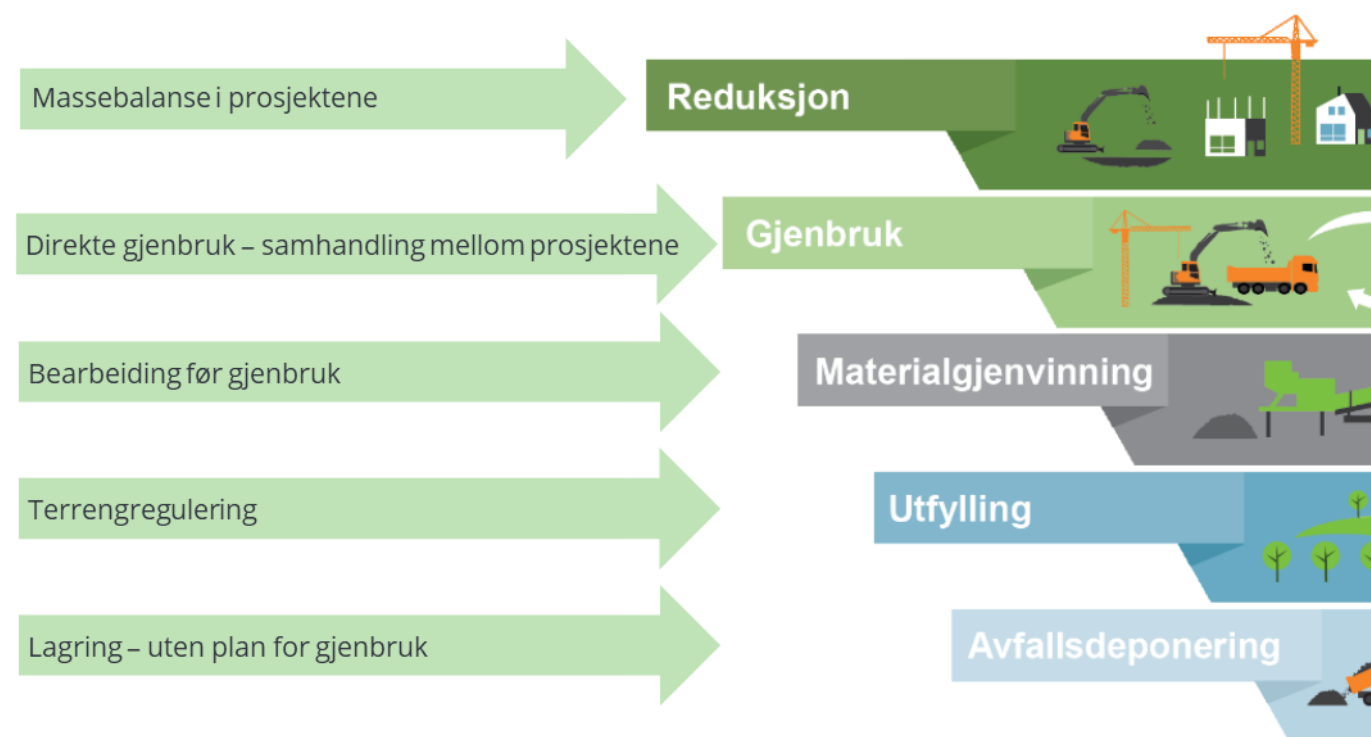 Massebalanse i prosjektene
Reduksjon
Direkte gjenbruk – samhandling mellom prosjektene
Gjenbruk
Bearbeiding før gjenbruk
Materialgjenvinning
Terrengregulering
Utfylling
Lagring – uten plan for gjenbruk
Avfallsdeponering